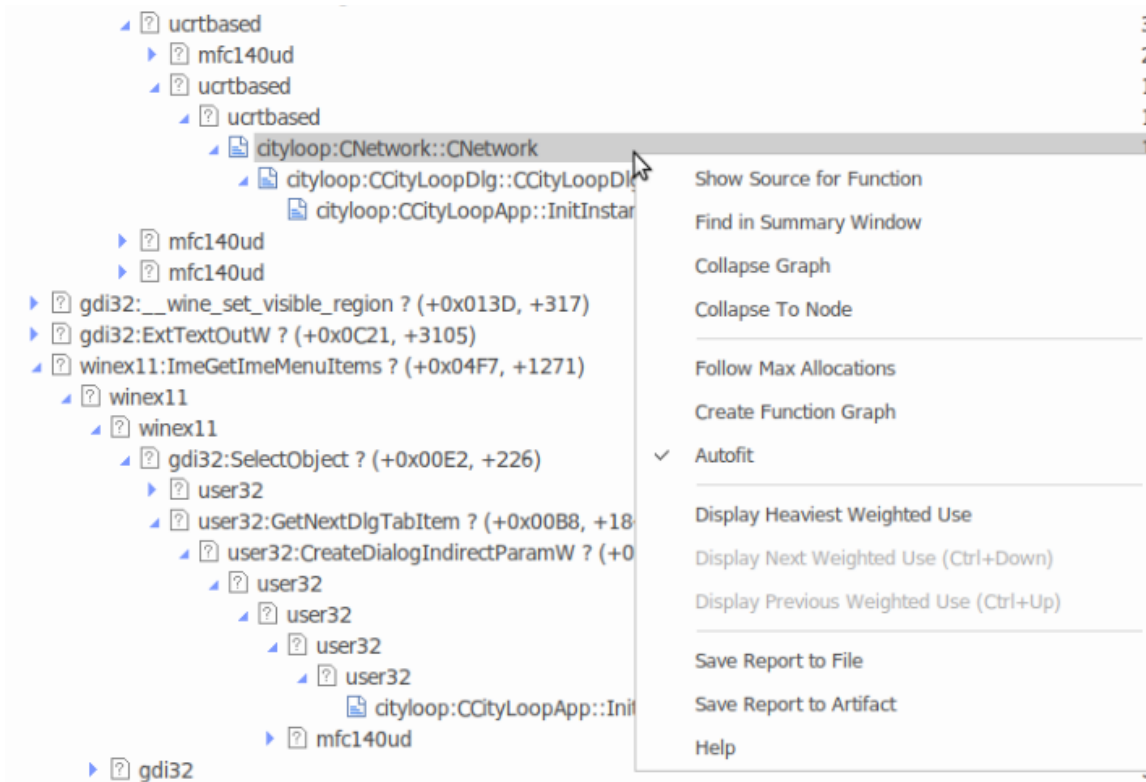 ucrtbased
mfc140ud
ucrtbased
ucrtbased
cityloop:CNetwork::CNetwork
cityloop:CCityLoopDlg::CCityLoopDlg
cityloop:CCityLoopApp::InitInstan
mfc140ud
mfc140ud
gdi32:__wine_set_visible_region ? (+0x013D, +317)
gdi32:ExtTextOutW ? (+0x0C21, +3105)
winex11:ImeGetImeMenuItems ? (+0x04F7, +1271)
winex11
winex11
gdi32:SelectObject ? (+0x00E2, +226)
user32
user32:GetNextDlgTabItem ? (+0x00B8, +18
user32:CreateDialogIndirectParamW ? (+0
user32
user32
user32
user32
cityloop:CCityLoopApp::Init
mfc140ud
gdi32
Show Source for Function
Find in Summary Window
Collapse Graph
Collapse To Node
Follow Max Allocations
Create Function Graph
Autofit
Display Heaviest Weighted Use
Display Next Weighted Use (Ctrl+Down)
Display Previous Weighted Use (Ctrl+Up)
Save Report to File
Save Report to Artifact
Help